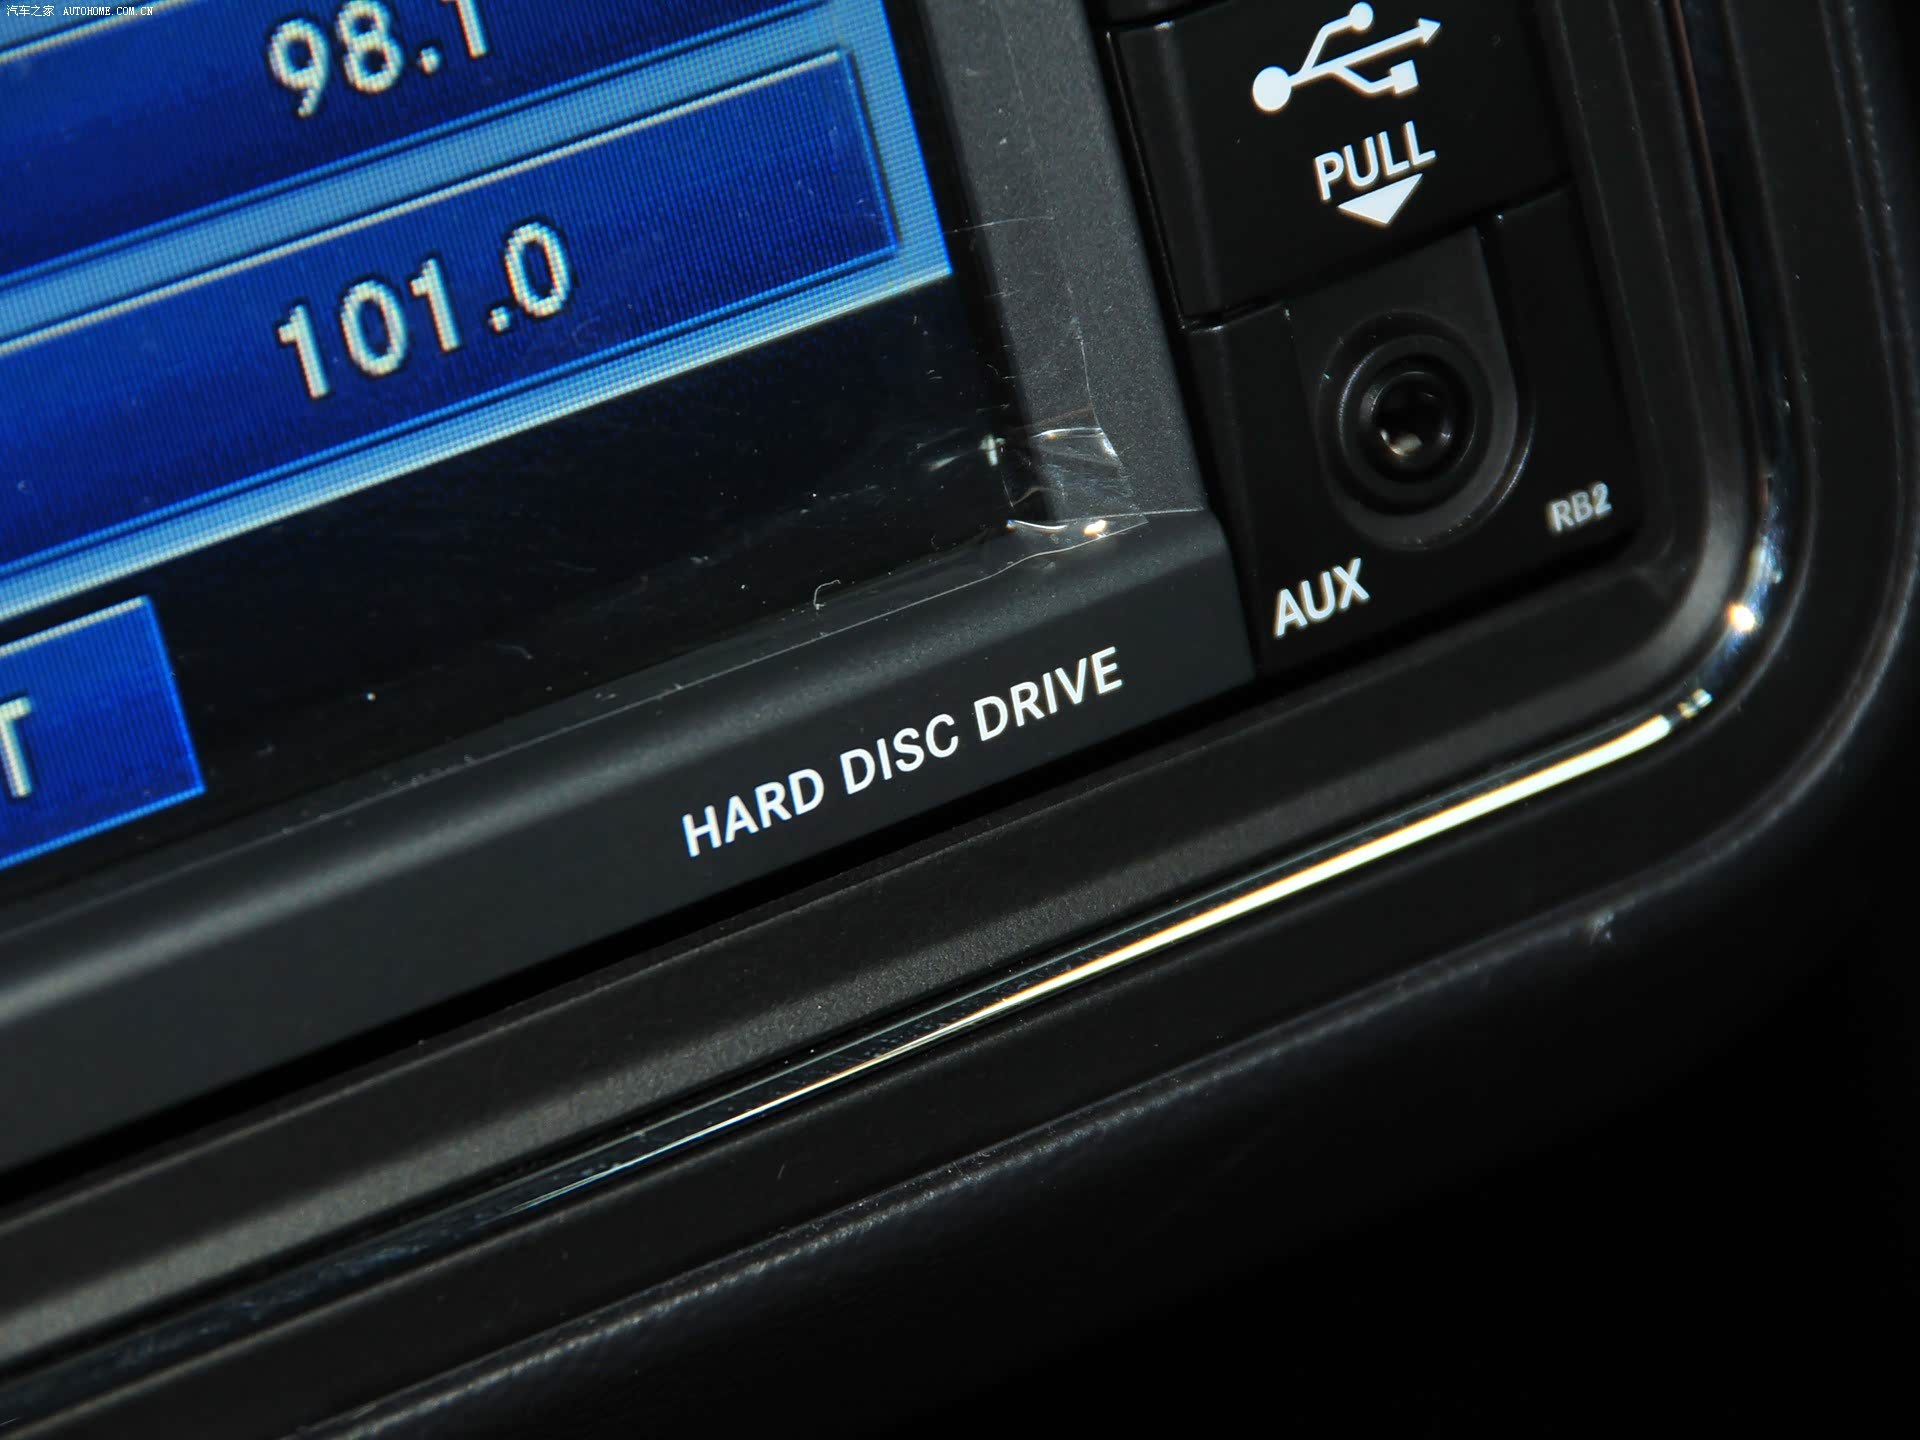 汽车之家 AUTOHOME.COM.CN
98.1
101.0
T
PULL
RB2
AUX
HARD DISC DRIVE